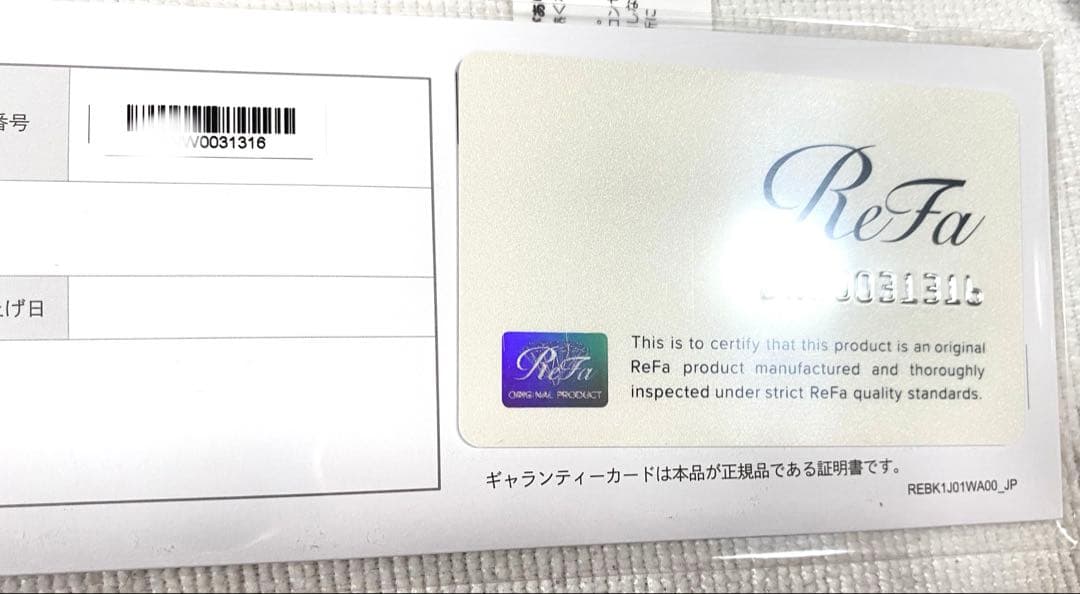 番号
W0031316
ReFa
0031316
上げ日
ReFa
ORIGINAL PRODUCT
This is to certify that this product is an original
ReFa product manufactured and thoroughly
inspected under strict ReFa quality standards.
ギャランティーカードは本品が正規品である証明書です。
REBK1J01WA00_JP